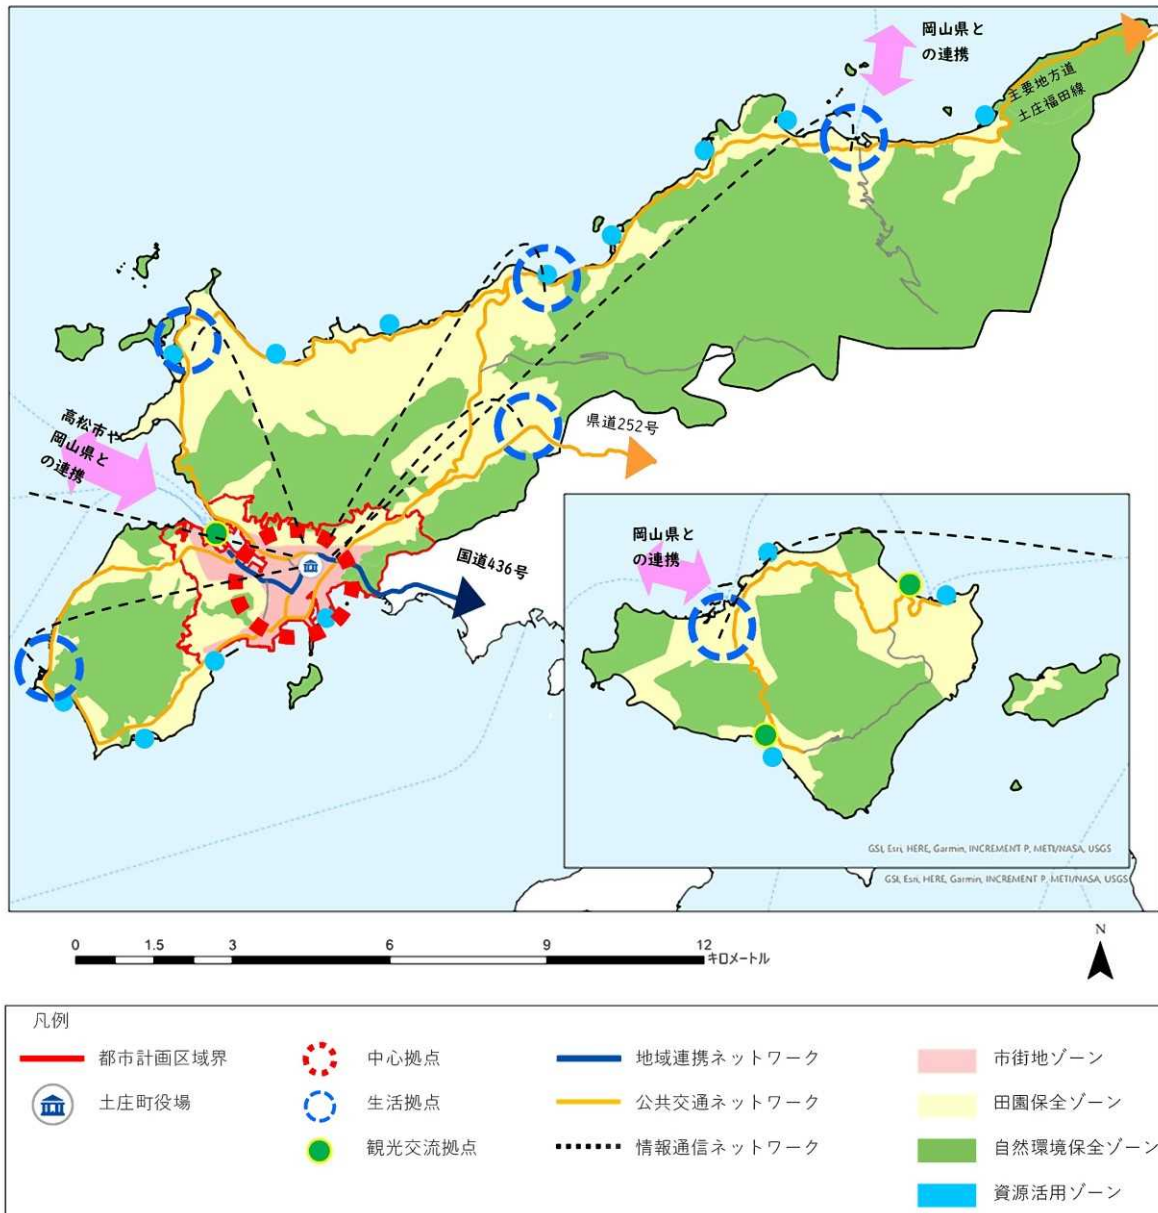 岡山県と
の連携
主要地方道
土庄福田線
高松市や
岡山県と
の連携
県道252号
国道436号
岡山県と
の連携
GSI, Esri, HERE, Garmin, INCREMENT P, METI/NASA, USGS
GSI, Esri, HERE, Garmin, INCREMENT P, METI/NASA, USGS
0 1.5 3 6 9 12
キロメートル
N
凡例
都市計画区域界 中心拠点 地域連携ネットワーク 市街地ゾーン
土庄町役場 生活拠点 公共交通ネットワーク 田園保全ゾーン
観光交流拠点 情報通信ネットワーク 自然環境保全ゾーン
資源活用ゾーン